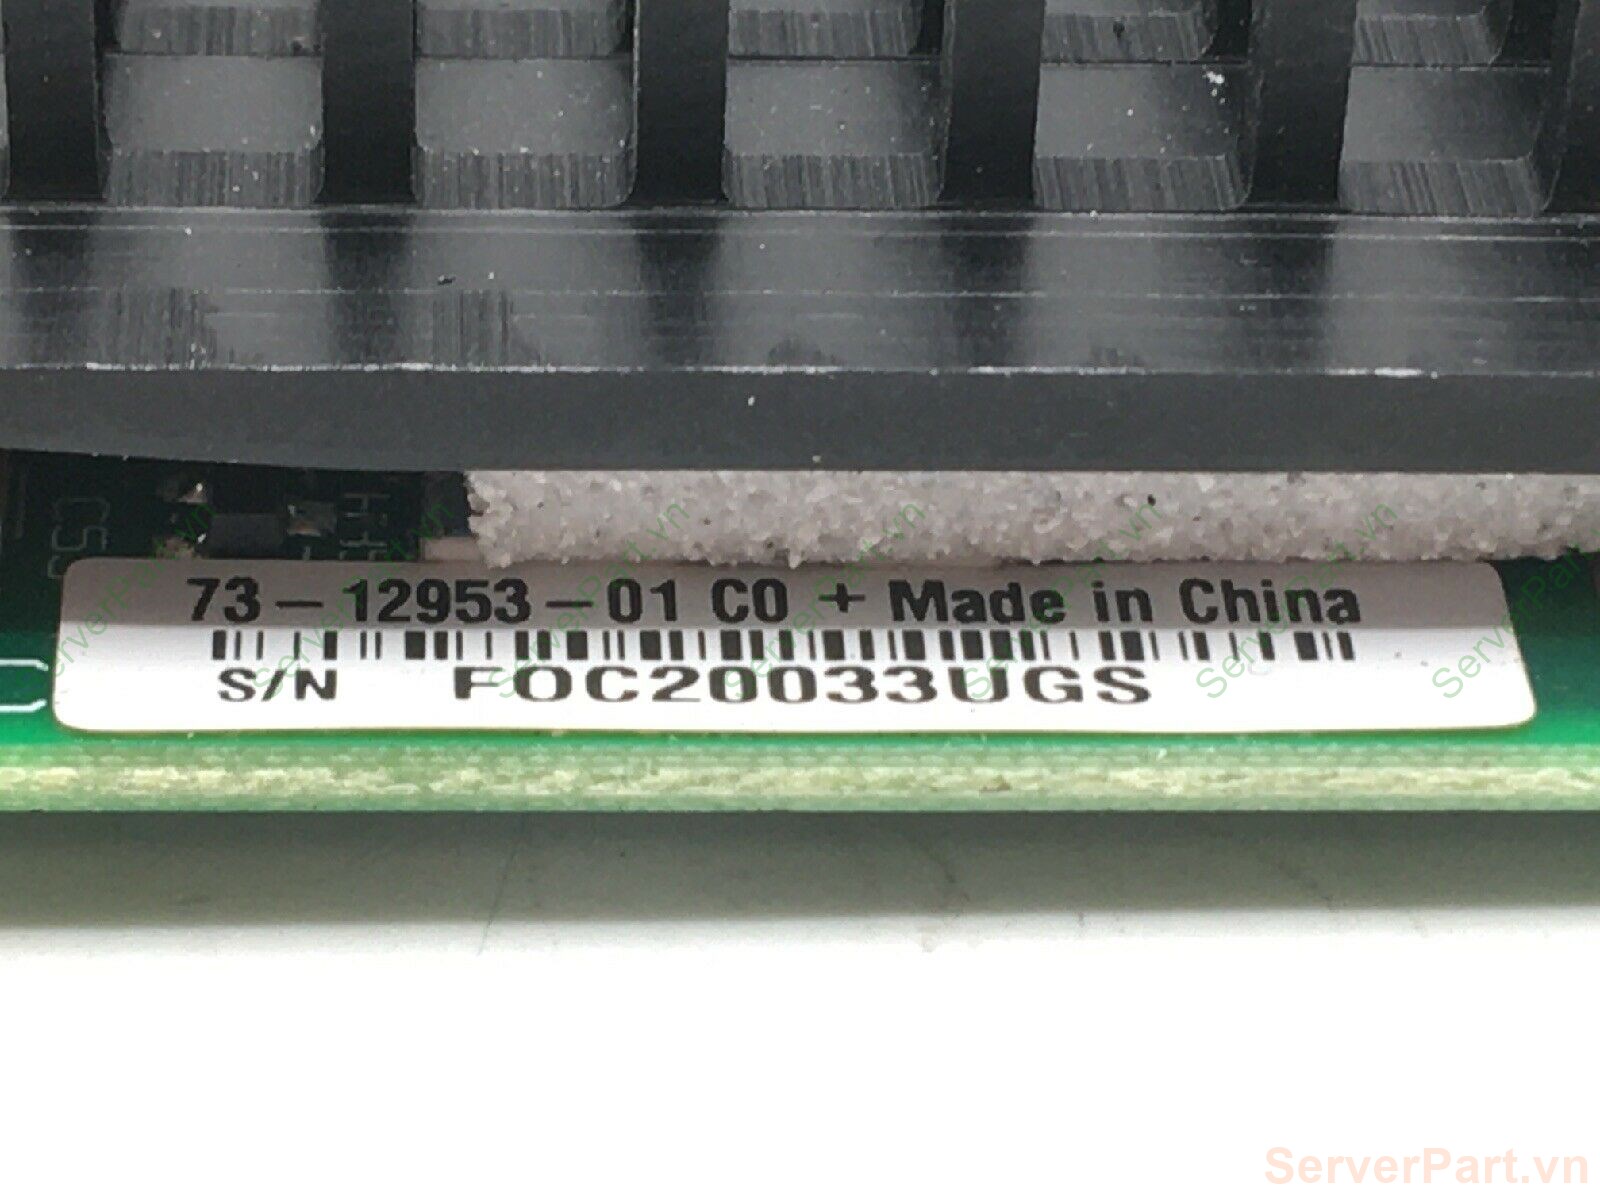 73-12953-01 C0 + Made in China
S/N FOC20033UGS
ServerPart.vn